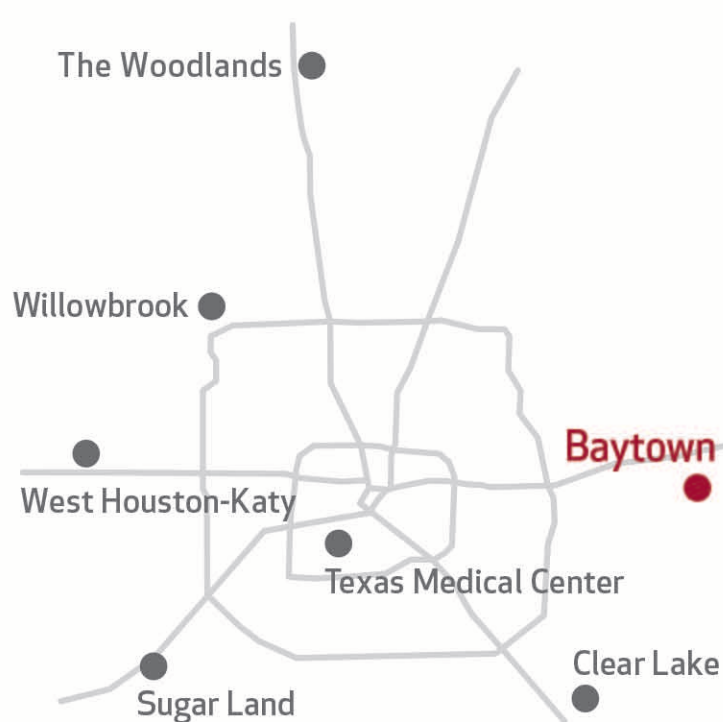 The Woodlands
Willowbrook
Baytown
West Houston-Katy
Texas Medical Center
Clear Lake
Sugar Land